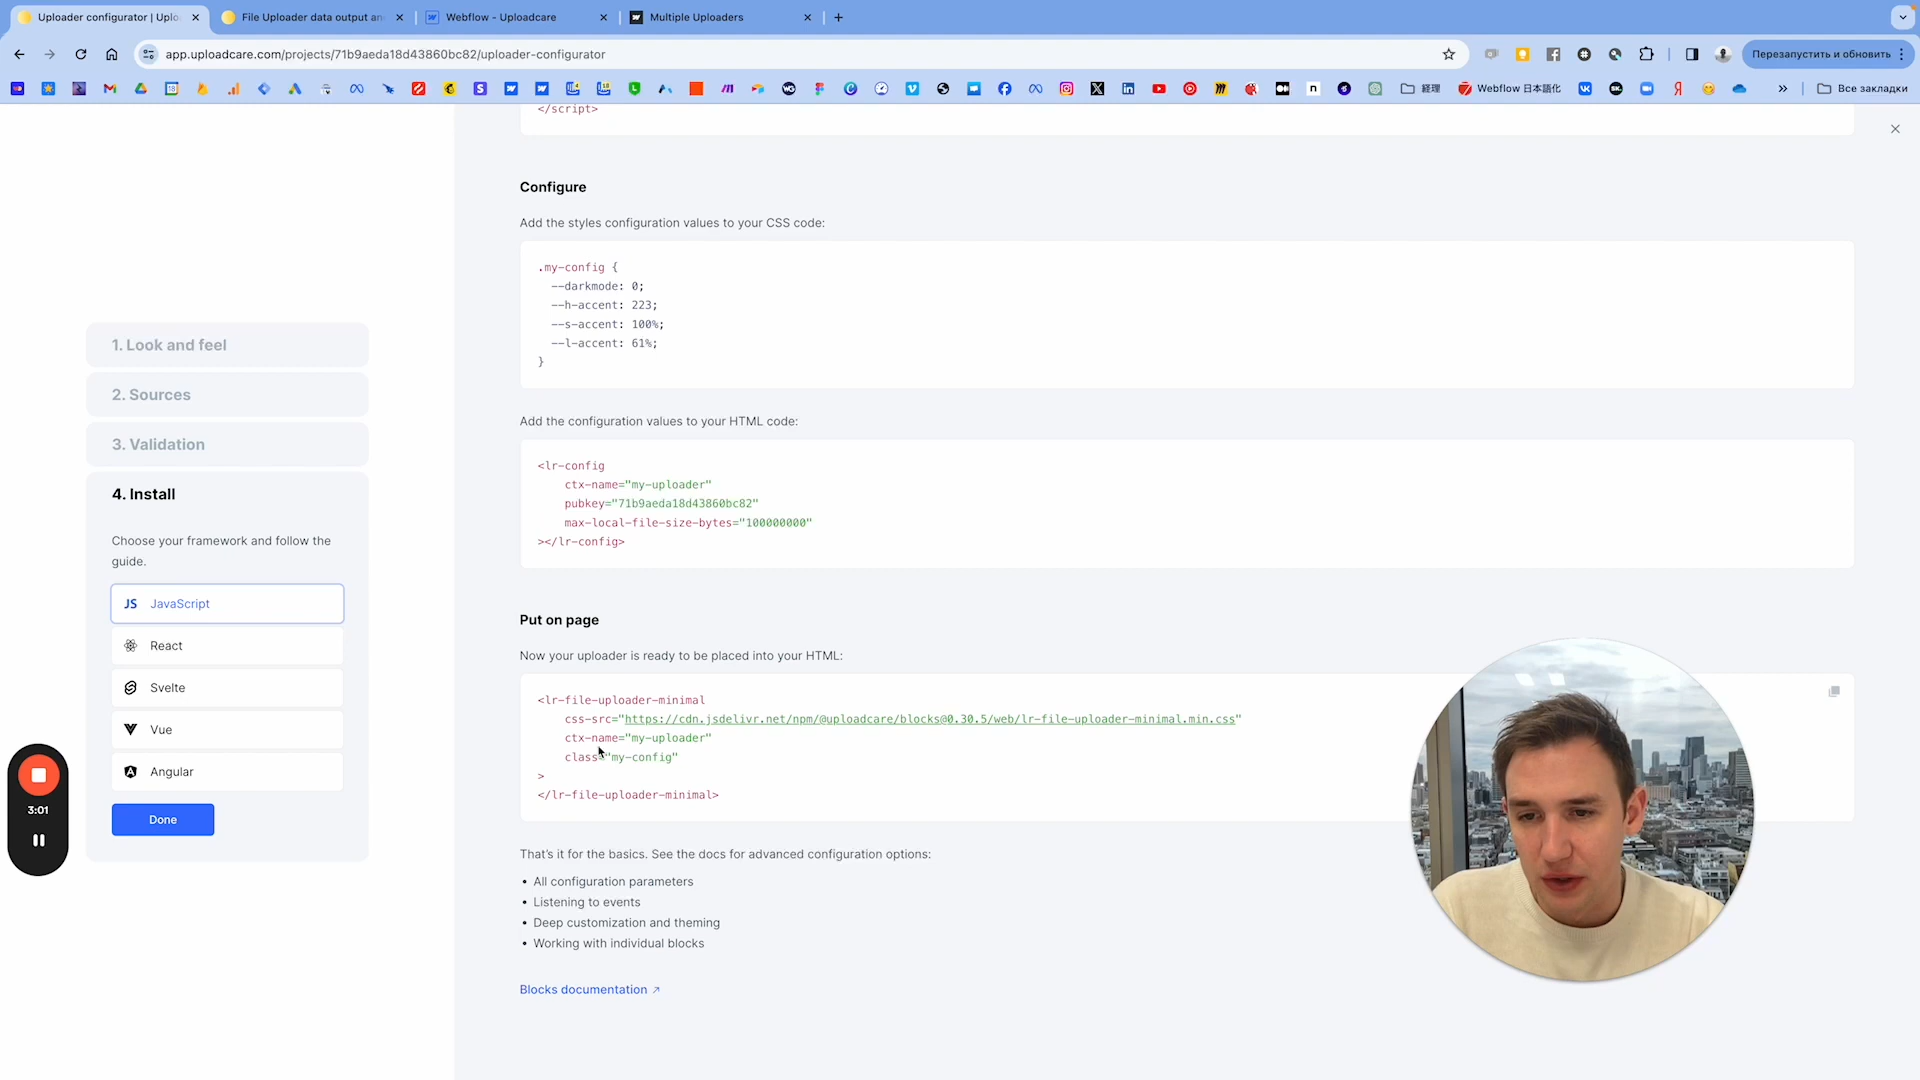 Uploader configurator | Uplo
File Uploader data output an
Webflow - Uploadcare
Multiple Uploaders
app.uploadcare.com/projects/71b9aeda18d43860bc82/uploader-configurator
Перезапустить и обновить
経理
Webflow 日本語化
Все закладки
</script>
Configure
Add the styles configuration values to your CSS code:
.my-config {
--darkmode: 0;
--h-accent: 223;
--s-accent: 100%;
--l-accent: 61%;
}
Add the configuration values to your HTML code:
<lr-config
ctx-name="my-uploader"
pubkey="71b9aeda18d43860bc82"
max-local-file-size-bytes="100000000"
></lr-config>
Put on page
Now your uploader is ready to be placed into your HTML:
<lr-file-uploader-minimal
css-src="https://cdn.jsdelivr.net/npm/@uploadcare/blocks@0.30.5/web/lr-file-uploader-minimal.min.css"
ctx-name="my-uploader"
class="my-config"
>
</lr-file-uploader-minimal>
That's it for the basics. See the docs for advanced configuration options:
• All configuration parameters
• Listening to events
• Deep customization and theming
• Working with individual blocks
Blocks documentation ↗
1. Look and feel
2. Sources
3. Validation
4. Install
Choose your framework and follow the
guide.
JS JavaScript
React
Svelte
Vue
Angular
Done
3:01